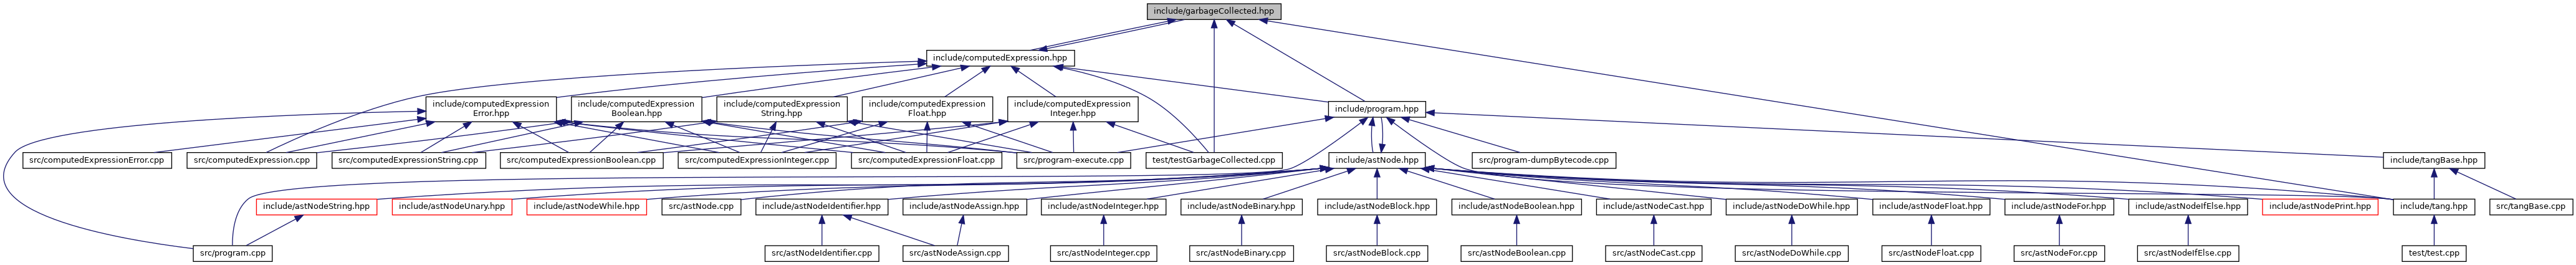 include/garbageCollected.hpp
include/computedExpression.hpp
include/computedExpression
Error.hpp
include/computedExpression
Boolean.hpp
include/computedExpression
String.hpp
include/computedExpression
Float.hpp
include/computedExpression
Integer.hpp
include/program.hpp
src/computedExpressionError.cpp
src/computedExpression.cpp
src/computedExpressionString.cpp
src/computedExpressionBoolean.cpp
src/computedExpressionInteger.cpp
src/computedExpressionFloat.cpp
src/program-execute.cpp
test/testGarbageCollected.cpp
include/astNode.hpp
src/program-dumpBytecode.cpp
include/tangBase.hpp
include/astNodeString.hpp
include/astNodeUnary.hpp
include/astNodeWhile.hpp
src/astNode.cpp
include/astNodeIdentifier.hpp
include/astNodeAssign.hpp
include/astNodeInteger.hpp
include/astNodeBinary.hpp
include/astNodeBlock.hpp
include/astNodeBoolean.hpp
include/astNodeCast.hpp
include/astNodeDoWhile.hpp
include/astNodeFloat.hpp
include/astNodeFor.hpp
include/astNodeIfElse.hpp
include/astNodePrint.hpp
include/tang.hpp
src/tangBase.cpp
src/program.cpp
src/astNodeIdentifier.cpp
src/astNodeAssign.cpp
src/astNodeInteger.cpp
src/astNodeBinary.cpp
src/astNodeBlock.cpp
src/astNodeBoolean.cpp
src/astNodeCast.cpp
src/astNodeDoWhile.cpp
src/astNodeFloat.cpp
src/astNodeFor.cpp
src/astNodeIfElse.cpp
test/test.cpp